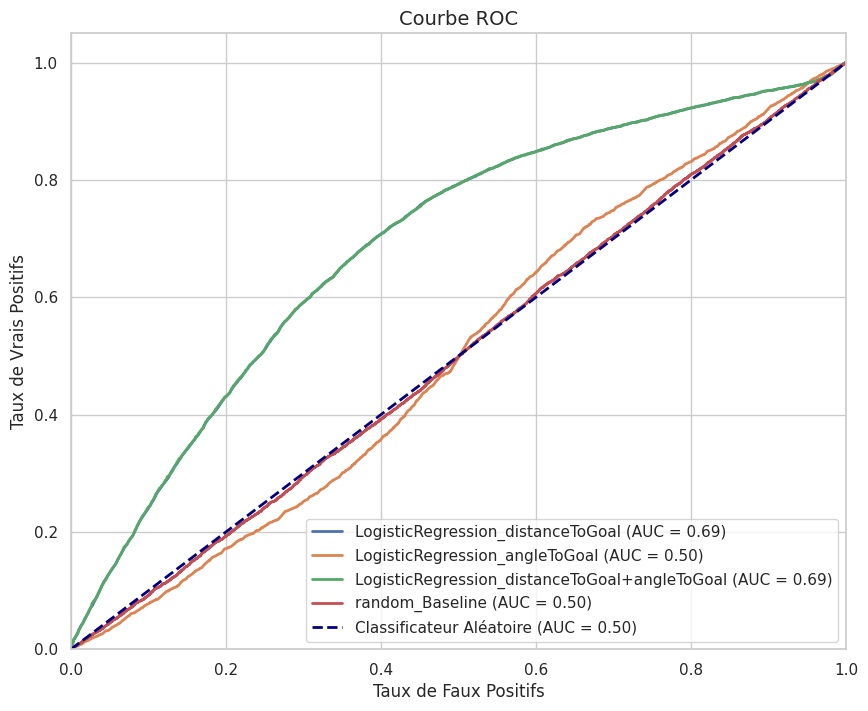 Courbe ROC
1.0
0.8
0.6
0.4
0.2
0.0
Taux de Vrais Positifs
LogisticRegression_distanceToGoal (AUC = 0.69)
LogisticRegression_angleToGoal (AUC = 0.50)
LogisticRegression_distanceToGoal+angleToGoal (AUC = 0.69)
random_Baseline (AUC = 0.50)
Classificateur Aléatoire (AUC = 0.50)
0.0 0.2 0.4 0.6 0.8 1.0
Taux de Faux Positifs